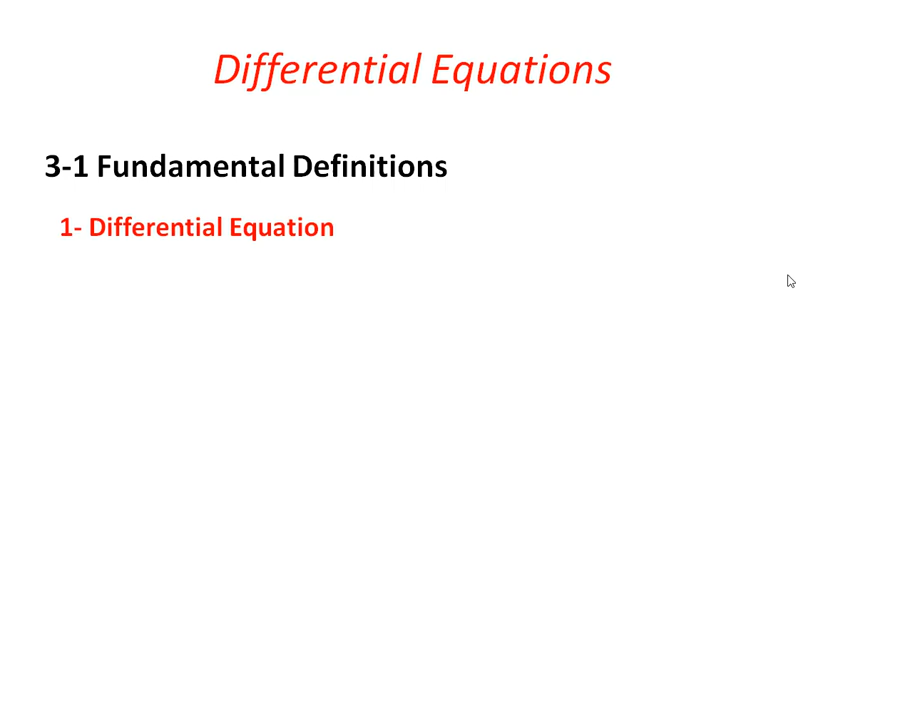 Differential Equations
3-1 Fundamental Definitions
1- Differential Equation